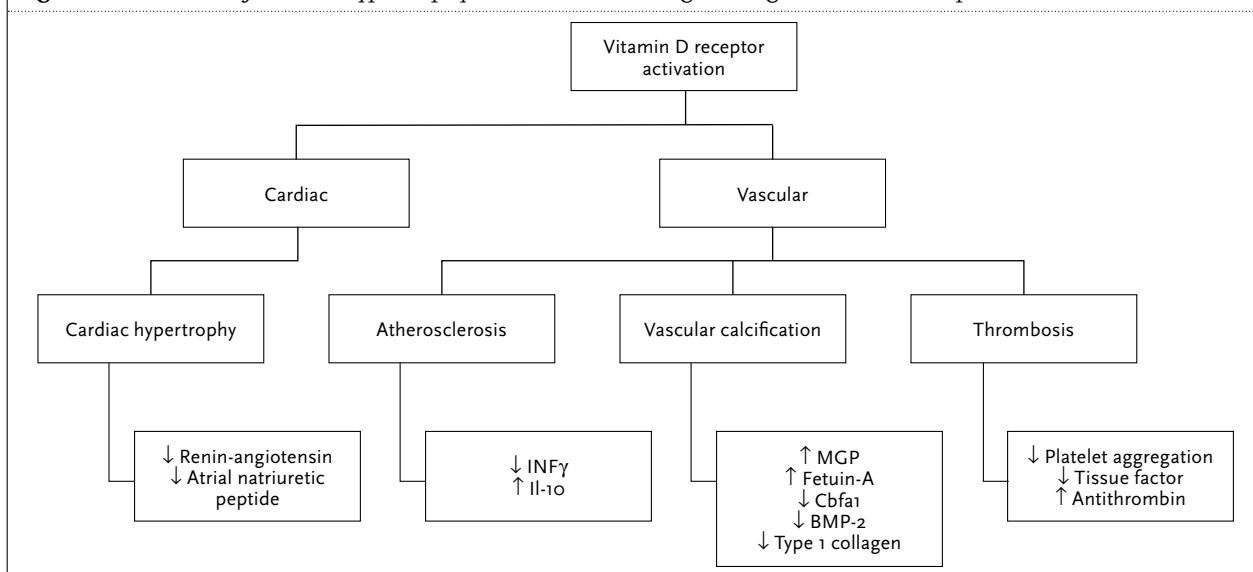 Vitamin D receptor
activation
Cardiac
Vascular
Cardiac hypertrophy
Atherosclerosis
Vascular calcification
Thrombosis
↓ Renin-angiotensin
↓ Atrial natriuretic
peptide
↓ INFγ
↑ Il-10
↑ MGP
↑ Fetuin-A
↓ Cbfa1
↓ BMP-2
↓ Type 1 collagen
↓ Platelet aggregation
↓ Tissue factor
↑ Antithrombin